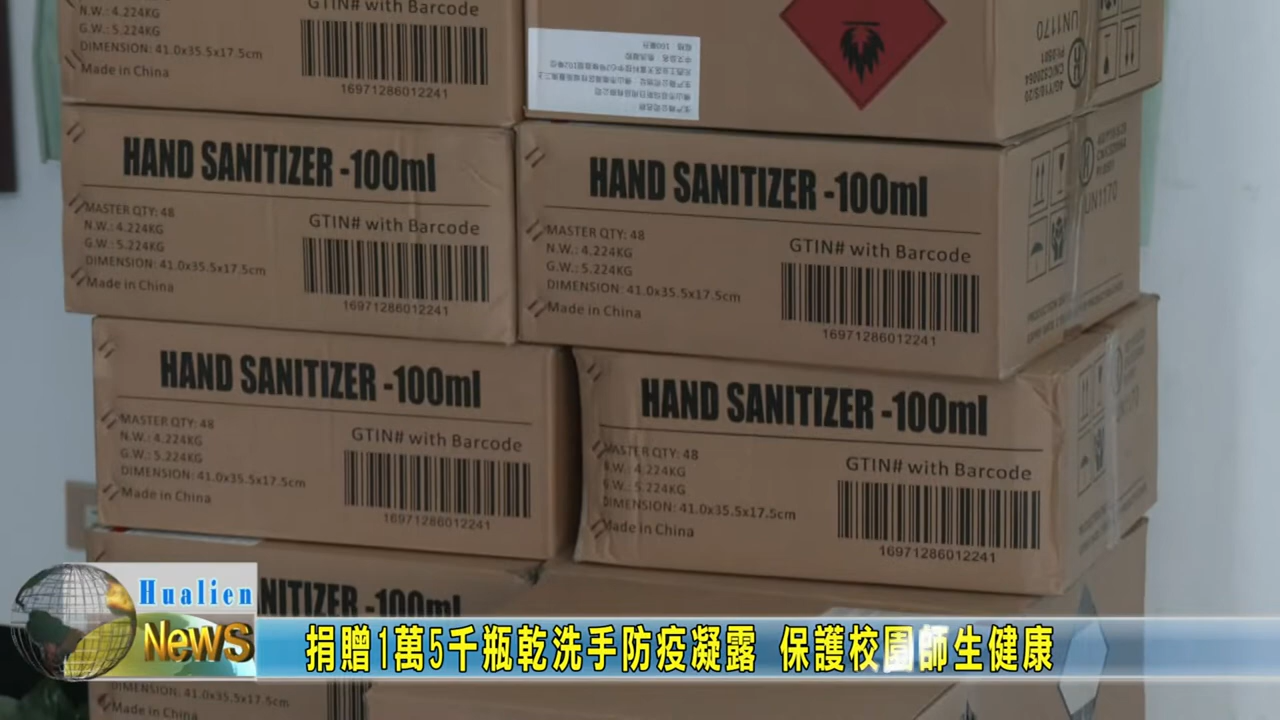 N.W.: 4.224KG
G.W.: 5.224KG
DIMENSION: 41.0x35.5x17.5cm
Made in China
GTIN# with Barcode
16971286012241
UN1170
HAND SANITIZER -100ml
MASTER QTY: 48
N.W.: 4.224KG
G.W.: 5.224KG
DIMENSION: 41.0x35.5x17.5cm
Made in China
GTIN# with Barcode
16971286012241
HAND SANITIZER -100ml
MASTER QTY: 48
N.W.: 4.224KG
G.W.: 5.224KG
DIMENSION: 41.0x35.5x17.5cm
Made in China
GTIN# with Barcode
16971286012241
UN1170
HAND SANITIZER -100ml
MASTER QTY: 48
N.W.: 4.224KG
G.W.: 5.224KG
DIMENSION: 41.0x35.5x17.5cm
Made in China
GTIN# with Barcode
16971286012241
HAND SANITIZER -100ml
MASTER QTY: 48
N.W.: 4.224KG
G.W.: 5.224KG
DIMENSION: 41.0x35.5x17.5cm
Made in China
GTIN# with Barcode
16971286012241
NITIZER -100ml
Hualien
NEWS
捐贈1萬5千瓶乾洗手防疫凝露 保護校園師生健康
DIMENSION: 41.0x35.5x17.5cm
Made in China